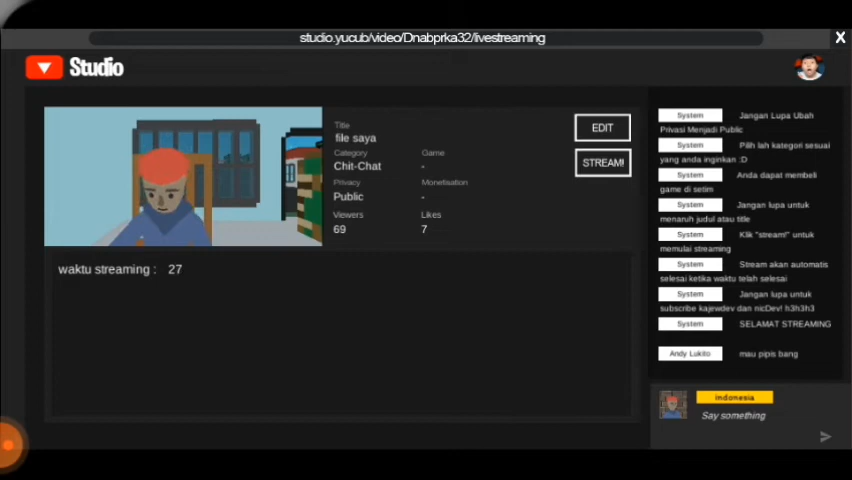 studio.yucub/video/Dnabprka32/livestreaming
X
Studio
Title
file saya
Category
Game
Chit-Chat
-
Privacy
Monetisation
Public
-
Viewers
Likes
69
7
EDIT
STREAM!
waktu streaming : 27
System Jangan Lupa Ubah
Privasi Menjadi Public
System Pilih lah kategori sesuai
yang anda inginkan :D
System Anda dapat membeli
game di setim
System Jangan lupa untuk
menaruh judul atau title
System Klik "stream!" untuk
memulai streaming
System Stream akan automatis
selesai ketika waktu telah selesai
System Jangan lupa untuk
subscribe kajewdev dan nicDev! h3h3h3
System SELAMAT STREAMING
Andy Lukito mau pipis bang
indonesia
Say something